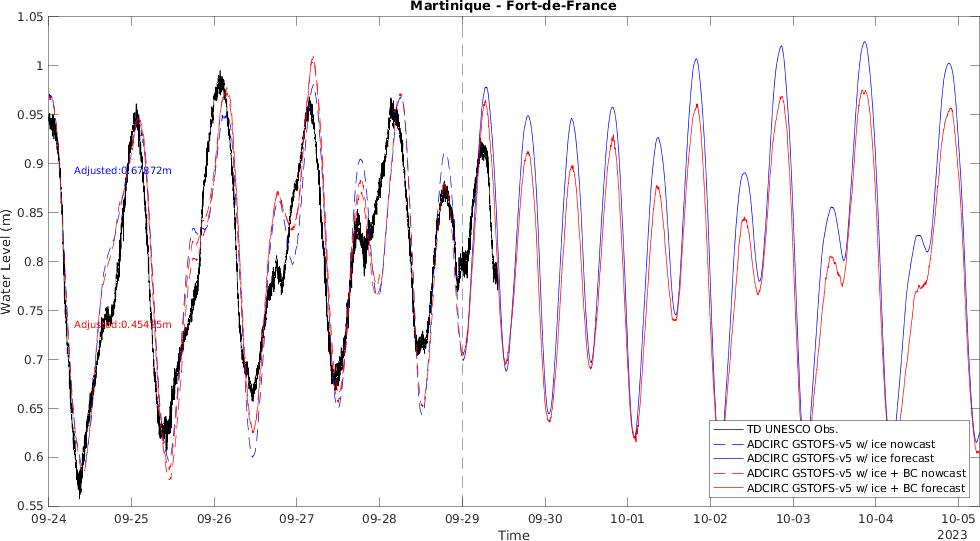 Martinique - Fort-de-France
1.05
1
0.95
0.9
0.85
0.8
0.75
0.7
0.65
0.6
0.55
Water Level (m)
Adjusted:0.67872m
Adjusted:0.45425m
TD UNESCO Obs.
ADCIRC GSTOFS-v5 w/ ice nowcast
ADCIRC GSTOFS-v5 w/ ice forecast
ADCIRC GSTOFS-v5 w/ ice + BC nowcast
ADCIRC GSTOFS-v5 w/ ice + BC forecast
09-24 09-25 09-26 09-27 09-28 09-29 09-30 10-01 10-02 10-03 10-04 10-05
Time
2023